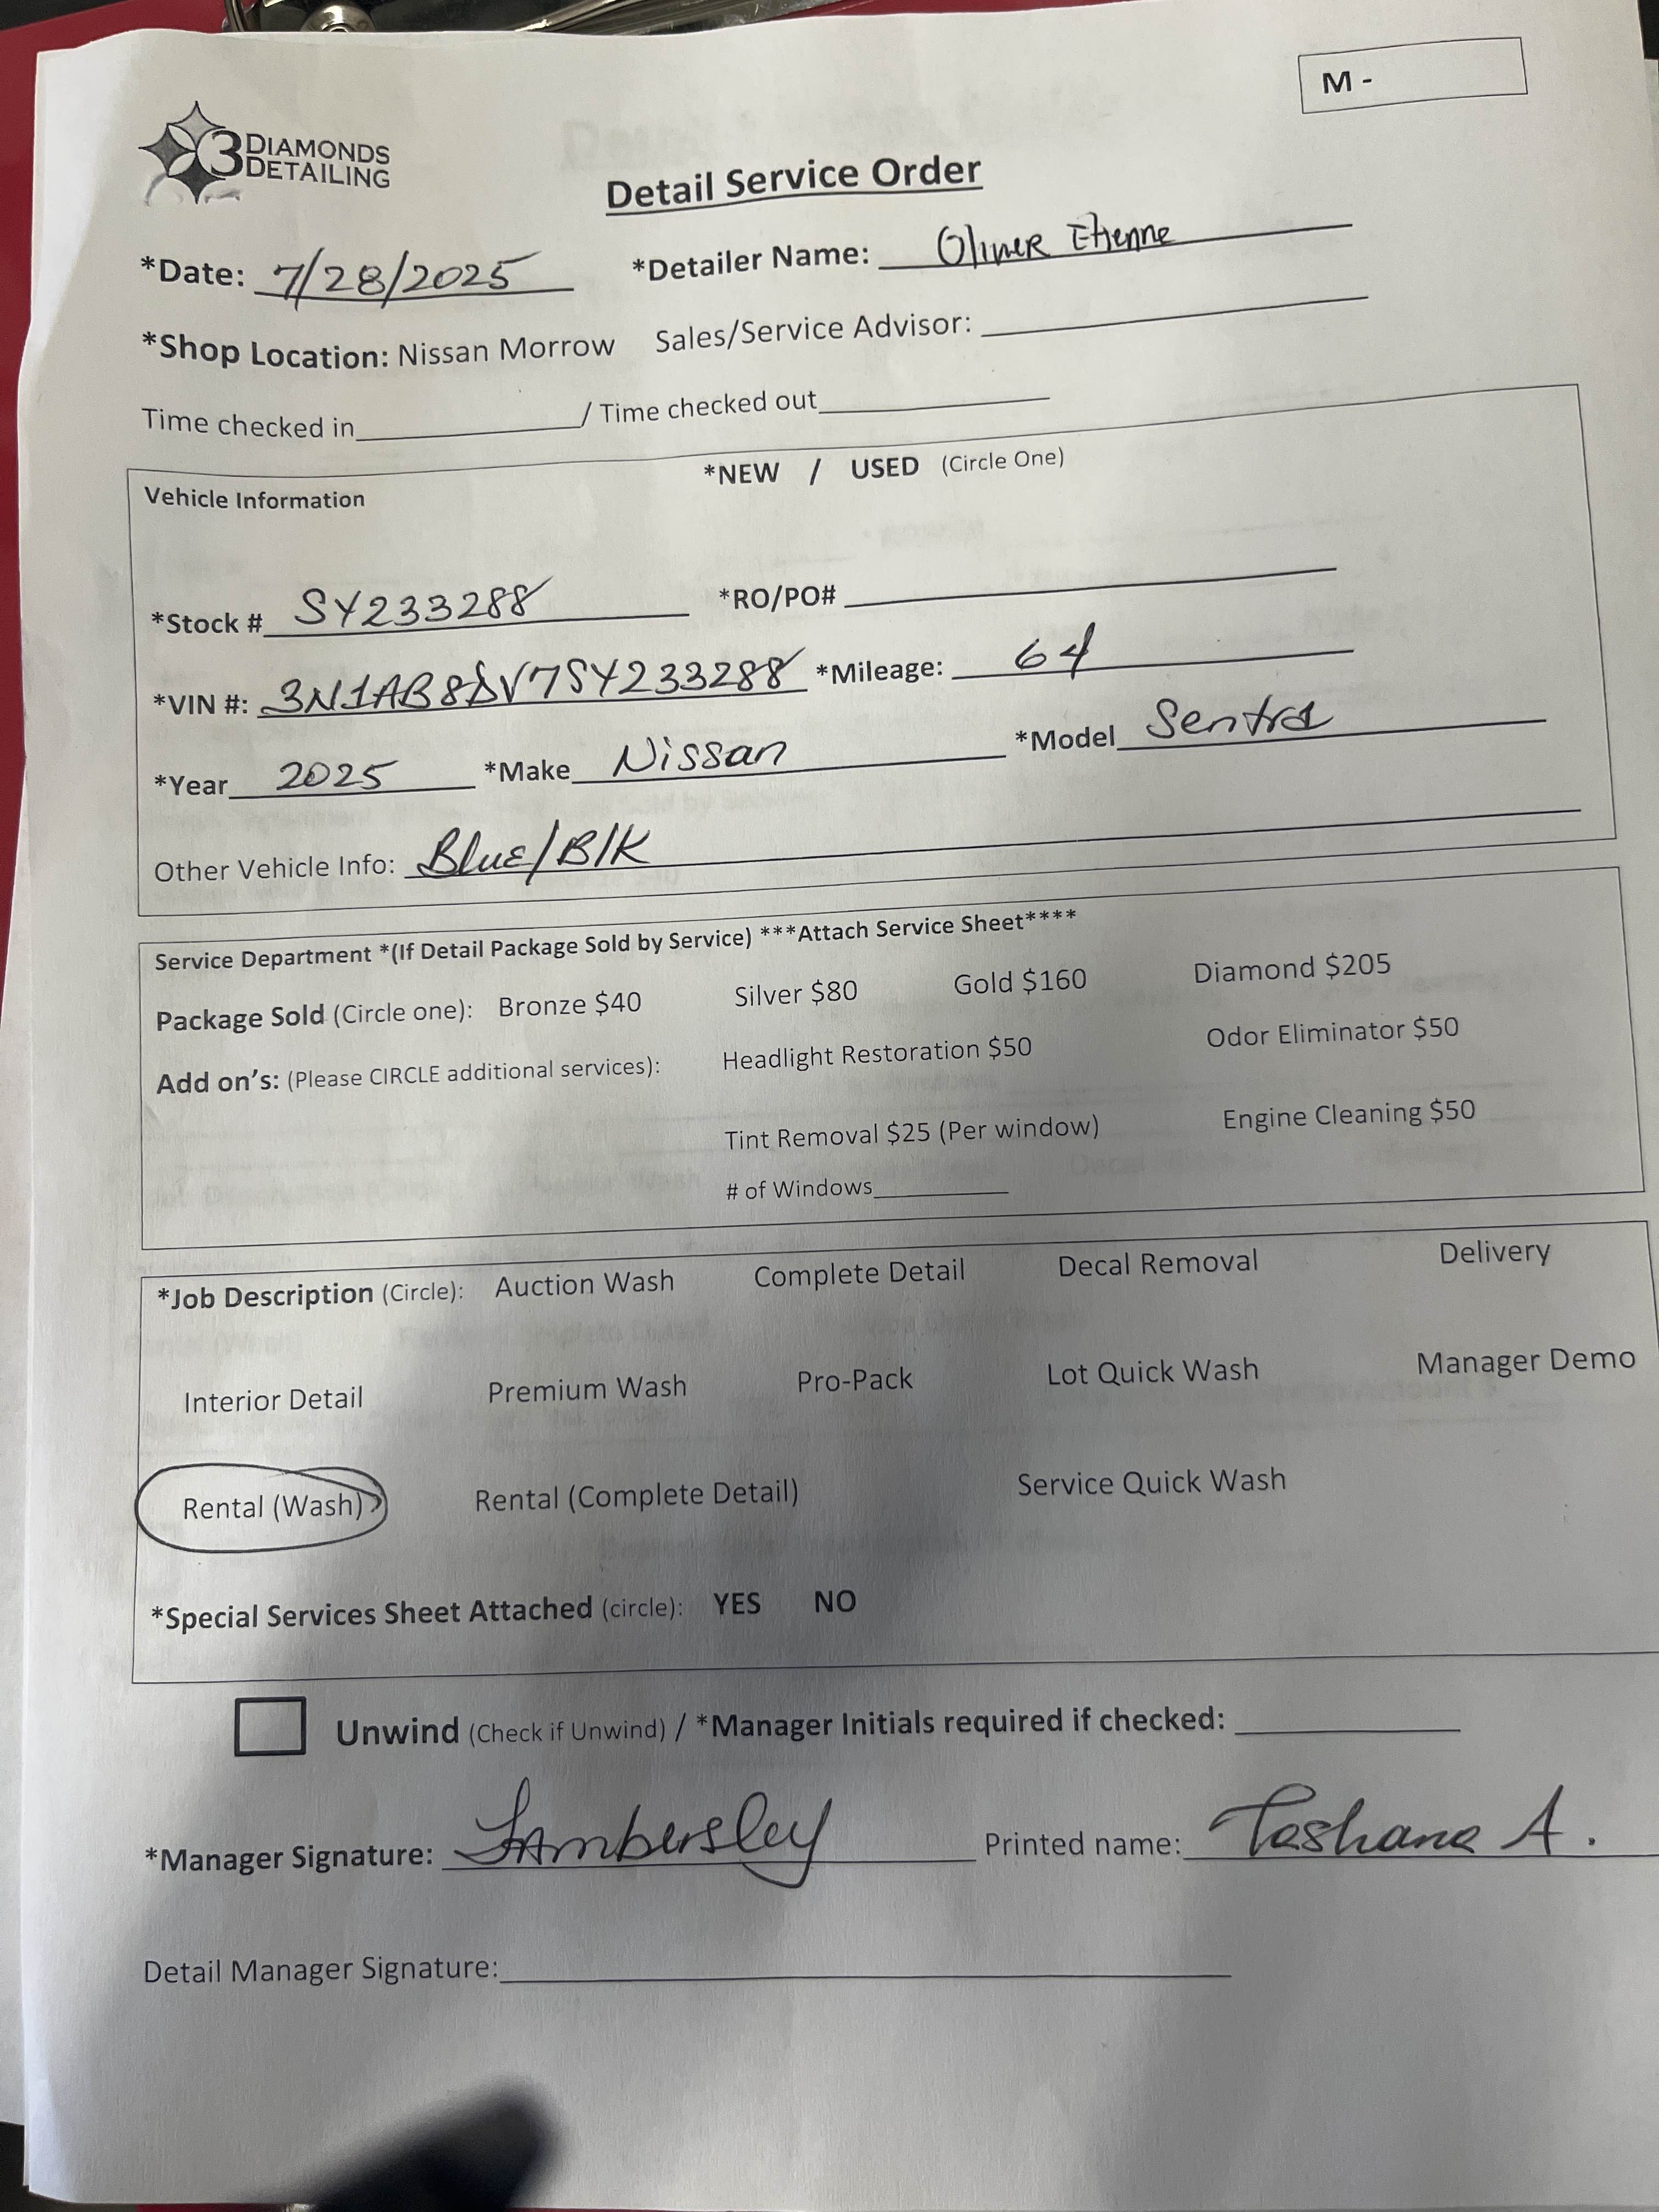 M -
3 DIAMONDS DETAILING
Detail Service Order
*Date: 7/28/2025 *Detailer Name: Oliver Etienne
*Shop Location: Nissan Morrow Sales/Service Advisor:
Time checked in / Time checked out
*NEW / USED (Circle One)
Vehicle Information
*Stock # SY233288 *RO/PO#
*VIN #: 3N1AB8DV7SY233288 *Mileage: 64
*Year 2025 *Make Nissan *Model Sentra
Other Vehicle Info: Blue/Blk
Service Department *(If Detail Package Sold by Service) ***Attach Service Sheet****
Package Sold (Circle one): Bronze $40 Silver $80 Gold $160 Diamond $205
Add on's: (Please CIRCLE additional services): Headlight Restoration $50 Odor Eliminator $50
Tint Removal $25 (Per window) Engine Cleaning $50
# of Windows
*Job Description (Circle): Auction Wash Complete Detail Decal Removal Delivery
Interior Detail Premium Wash Pro-Pack Lot Quick Wash Manager Demo
Rental (Wash) Rental (Complete Detail) Service Quick Wash
*Special Services Sheet Attached (circle): YES NO
Unwind (Check if Unwind) / *Manager Initials required if checked:
*Manager Signature: TAmbersley Printed name: Tashana A.
Detail Manager Signature: